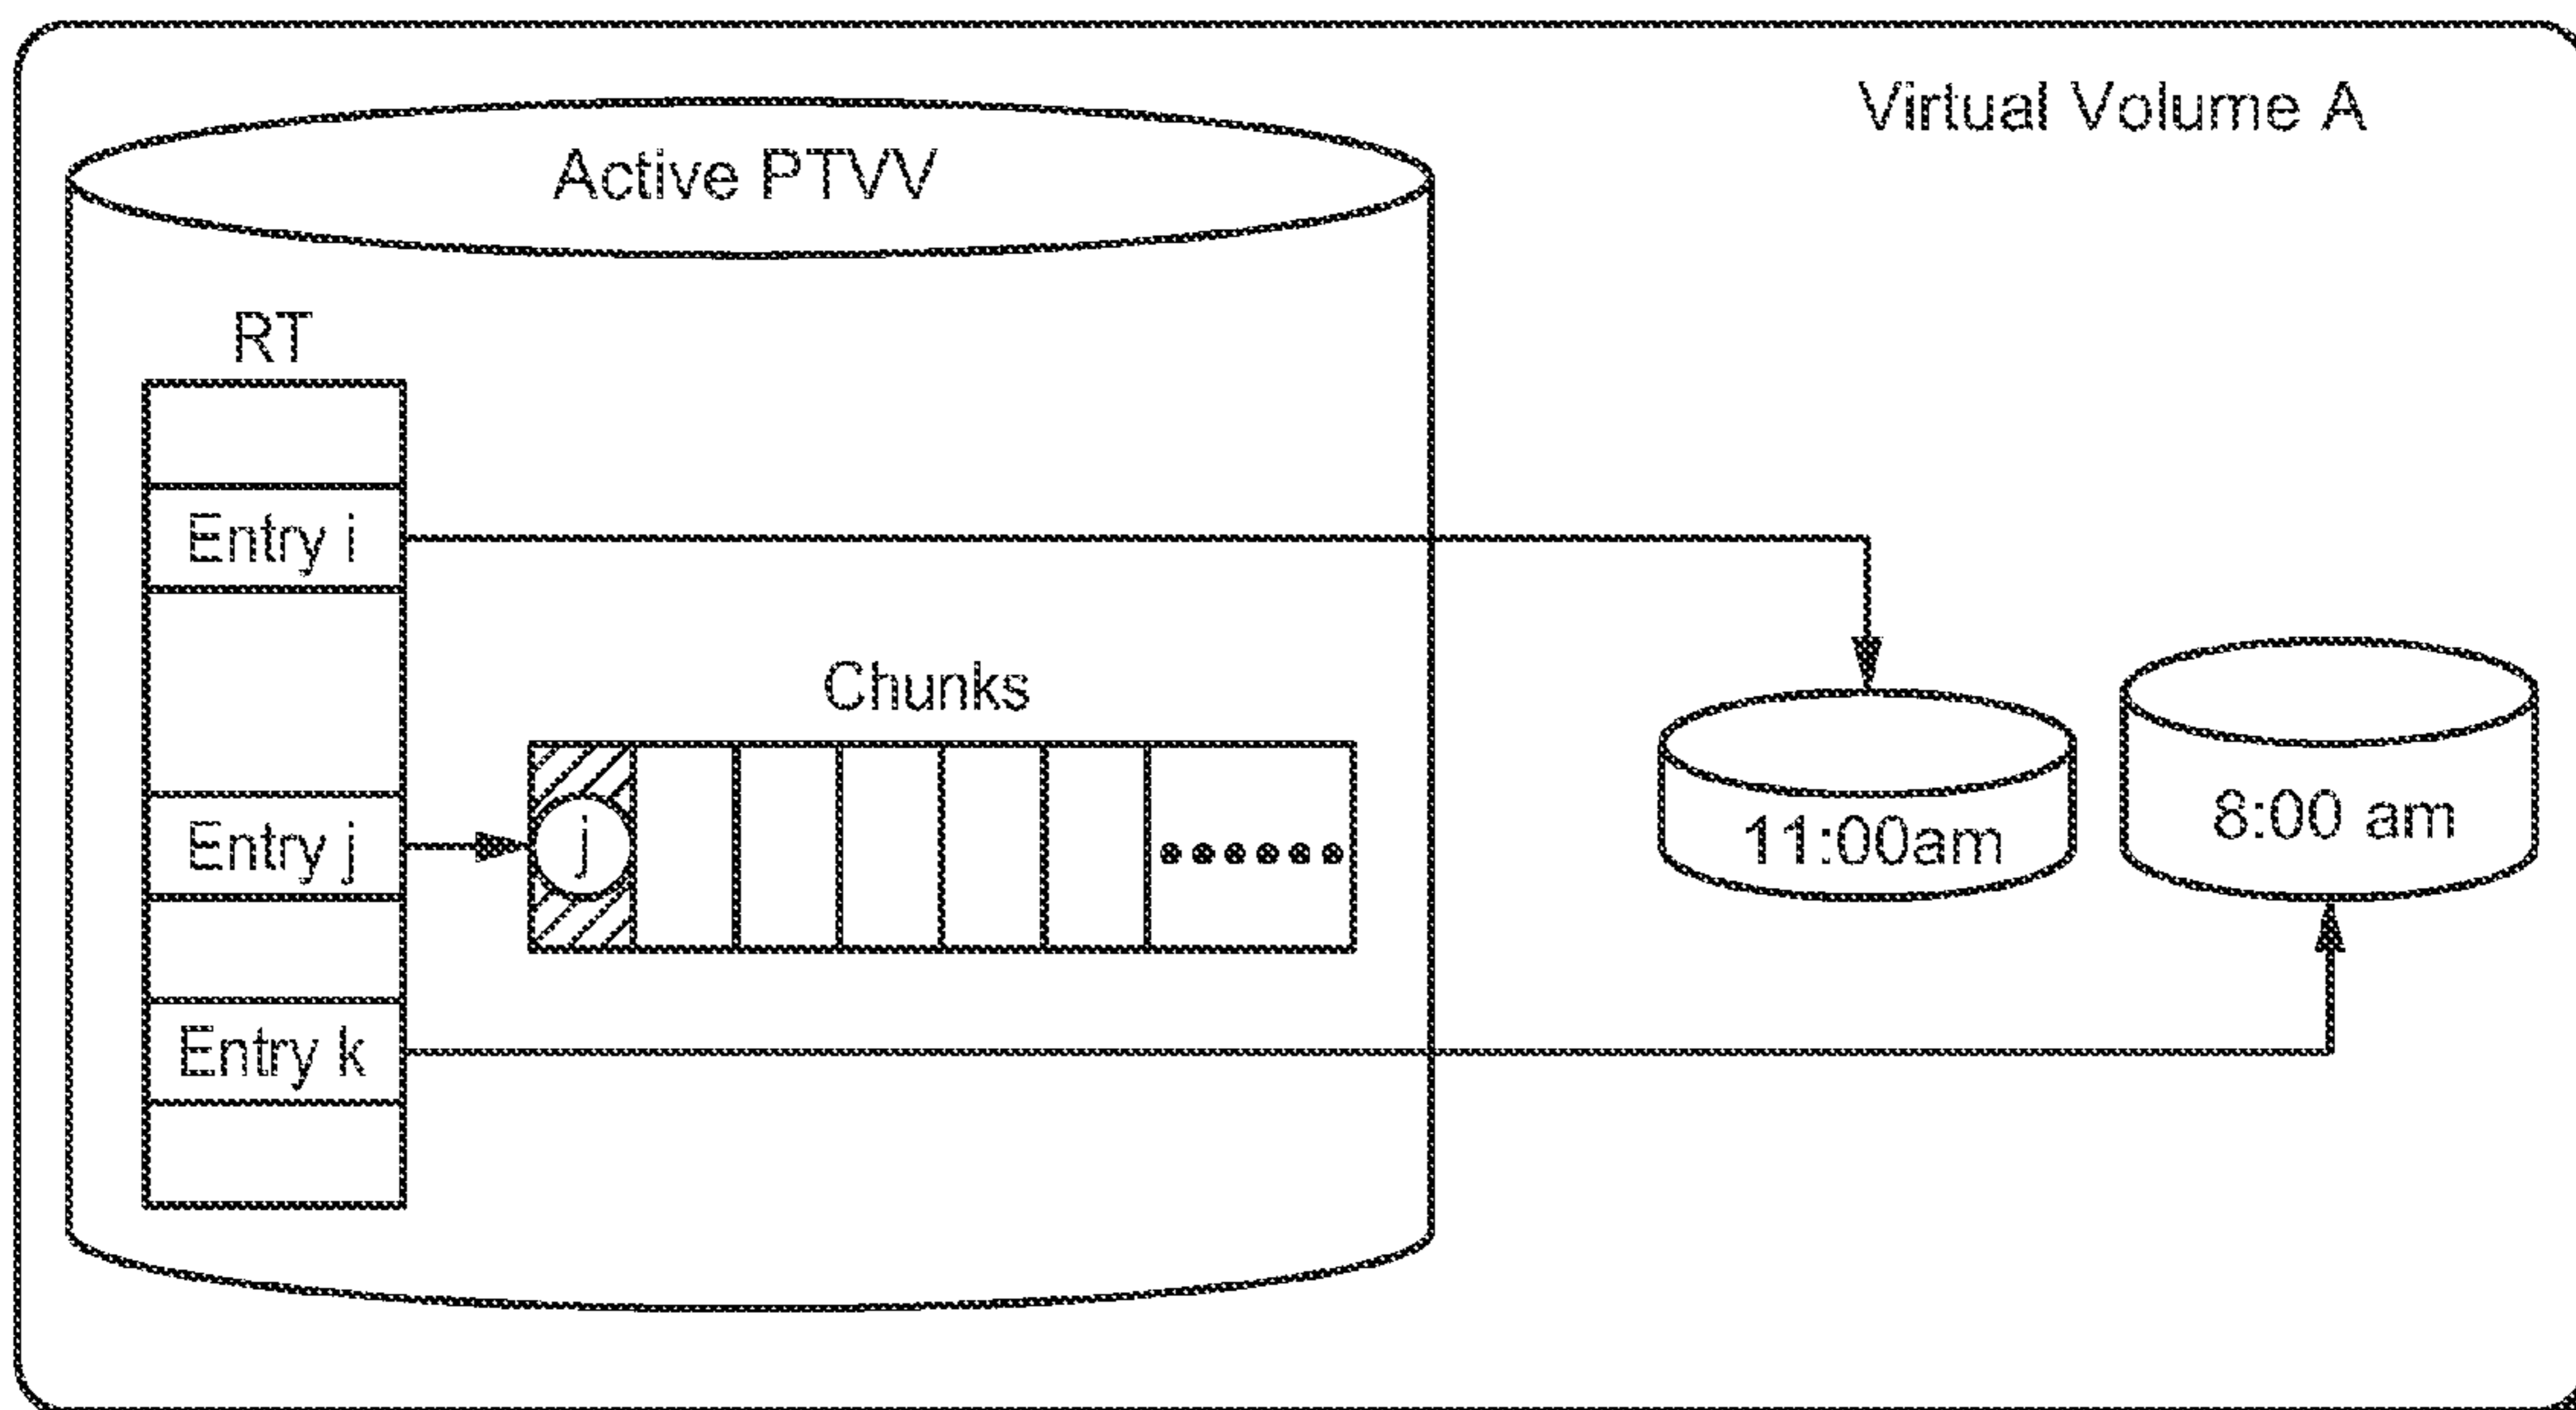 Virtual Volume A
Active PTVV
RT
Entry i
Chunks
Entry j
j
......
11:00am
8:00 am
Entry k